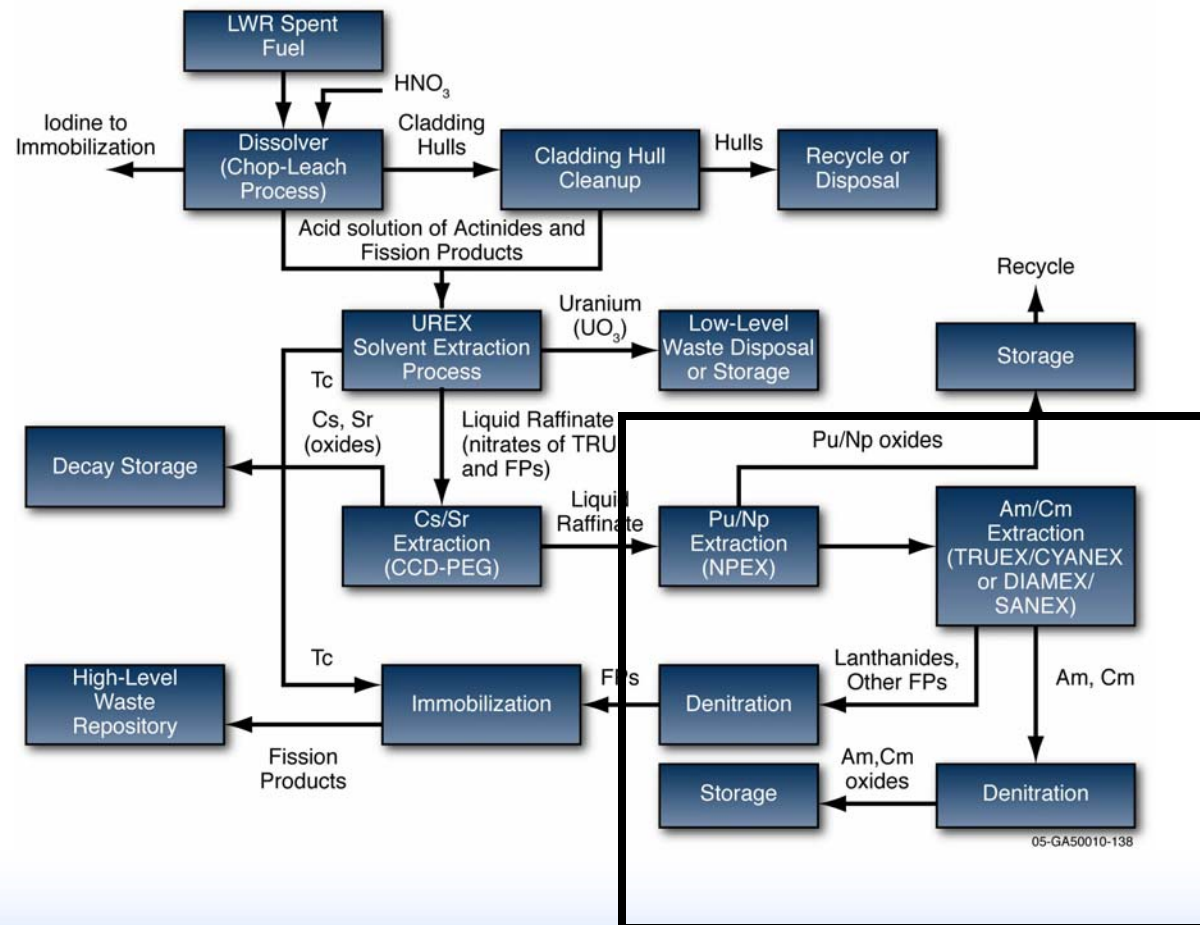 LWR Spent
Fuel
HNO3
Iodine to
Immobilization
Dissolver
(Chop-Leach
Process)
Cladding
Hulls
Cladding Hull
Cleanup
Hulls
Recycle or
Disposal
Acid solution of Actinides and
Fission Products
Recycle
UREX
Solvent Extraction
Process
Uranium
(UO3)
Low-Level
Waste Disposal
or Storage
Storage
Tc
Cs, Sr
(oxides)
Liquid Raffinate
(nitrates of TRU
and FPs)
Pu/Np oxides
Decay Storage
Cs/Sr
Extraction
(CCD-PEG)
Liquid
Raffinate
Pu/Np
Extraction
(NPEX)
Am/Cm
Extraction
(TRUEX/CYANEX
or DIAMEX/
SANEX)
Tc
High-Level
Waste
Repository
Immobilization
FPs
Denitration
Lanthanides,
Other FPs
Am, Cm
Fission
Products
Storage
Am,Cm
oxides
Denitration
05-GA50010-138